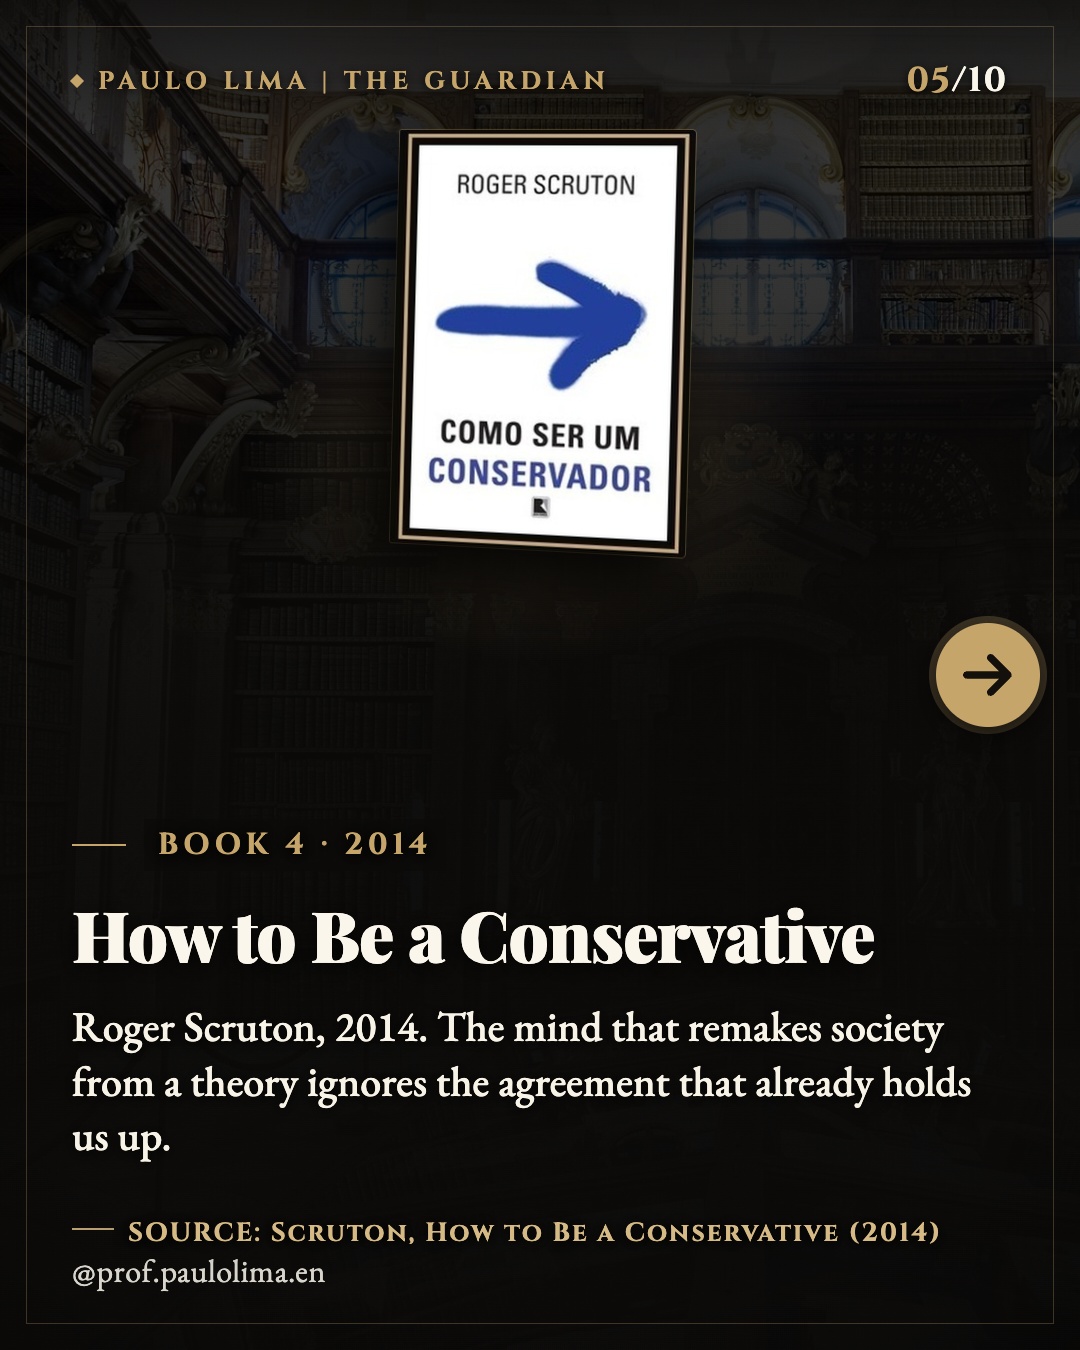 PAULO LIMA | THE GUARDIAN
05/10
ROGER SCRUTON
COMO SER UM
CONSERVADOR
BOOK 4 · 2014
How to Be a Conservative
Roger Scruton, 2014. The mind that remakes society
from a theory ignores the agreement that already holds
us up.
SOURCE: Scruton, How to Be a Conservative (2014)
@prof.paulolima.en